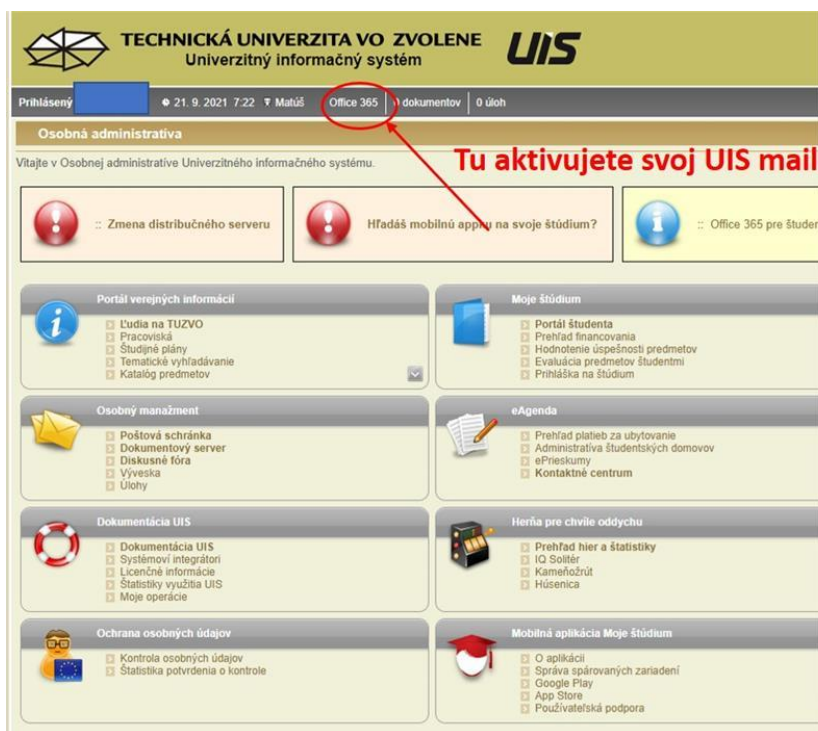 TECHNICKÁ UNIVERZITA VO ZVOLENE
Univerzitný informačný systém
UIS
Prihlásený 21. 9. 2021 7:22 Matúš Office 365 0 dokumentov 0 úloh
Osobná administratíva
Vitajte v Osobnej administratíve Univerzitného informačného systému.
Tu aktivujete svoj UIS mail
:: Zmena distribučného serveru
Hľadáš mobilnú appku na svoje štúdium?
:: Office 365 pre študen
Portál verejných informácií
Ľudia na TUZVO
Pracoviská
Študijné plány
Tematické vyhľadávanie
Katalóg predmetov
Moje štúdium
Portál študenta
Prehľad financovania
Hodnotenie úspešnosti predmetov
Evaluácia predmetov študentmi
Prihláška na štúdium
Osobný manažment
Poštová schránka
Dokumentový server
Diskusné fóra
Výveska
Úlohy
eAgenda
Prehľad platieb za ubytovanie
Administratíva študentských domovov
ePrieskumy
Kontaktné centrum
Dokumentácia UIS
Dokumentácia UIS
Systémoví integrátori
Licenčné informácie
Štatistiky využitia UIS
Moje operácie
Herňa pre chvíle oddychu
Prehľad hier a štatistiky
IQ Solitér
Kameňožrút
Húsenica
Ochrana osobných údajov
Kontrola osobných údajov
Štatistika potvrdenia o kontrole
Mobilná aplikácia Moje štúdium
O aplikácii
Správa spárovaných zariadení
Google Play
App Store
Používateľská podpora